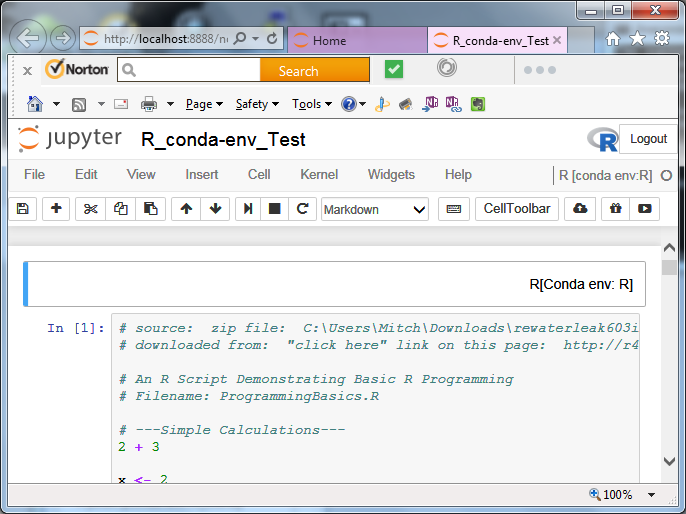 http://localhost:8888/n
Home
R_conda-env_Test
x Norton Search
Page Safety Tools
jupyter R_conda-env_Test R Logout
File Edit View Insert Cell Kernel Widgets Help R [conda env:R]
Markdown CellToolbar
R[Conda env: R]
In [1]: # source:  zip file:  C:\Users\Mitch\Downloads\rewaterleak603i
# downloaded from:  "click here" link on this page:  http://r4
# An R Script Demonstrating Basic R Programming
# Filename: ProgrammingBasics.R
# ---Simple Calculations---
2 + 3
x <- 2
100%